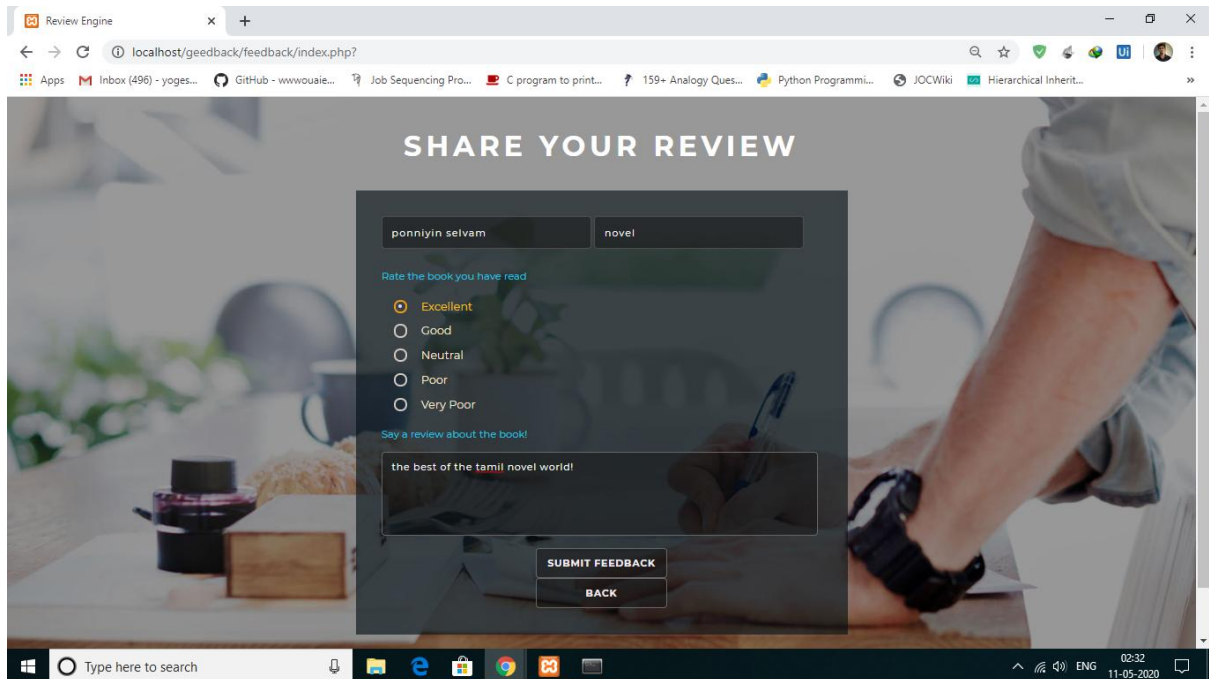 Review Engine
localhost/geedback/feedback/index.php?
Apps Inbox (496) - yoges... GitHub - wwwouaie... Job Sequencing Pro... C program to print... 159+ Analogy Ques... Python Programmi... JOCWiki Hierarchical Inherit... »
SHARE YOUR REVIEW
ponniyin selvam novel
Rate the book you have read
Excellent
Good
Neutral
Poor
Very Poor
Say a review about the book!
the best of the tamil novel world!
SUBMIT FEEDBACK
BACK
Type here to search ENG 02:32
11-05-2020